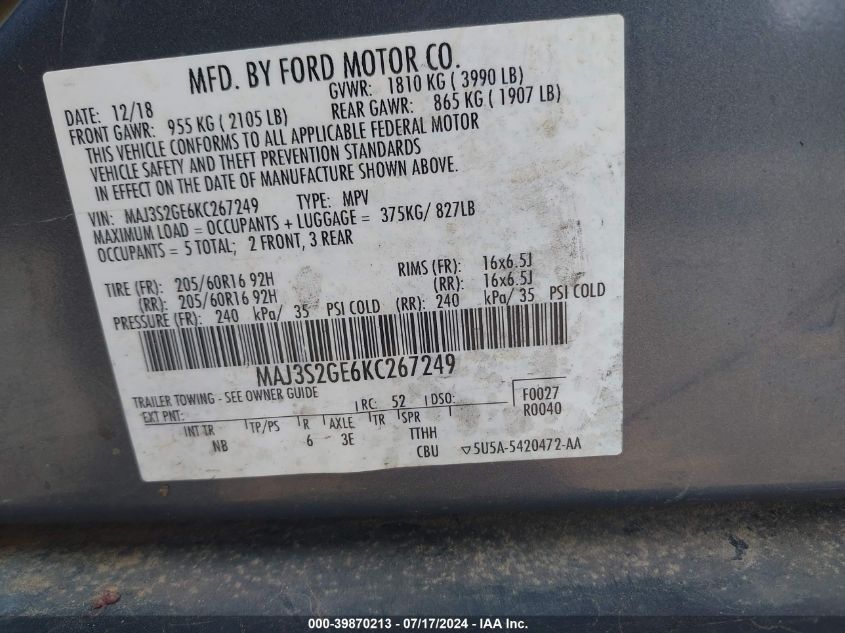 MFD. BY FORD MOTOR CO.
DATE: 12/18 GVWR: 1810 KG ( 3990 LB)
FRONT GAWR: 955 KG ( 2105 LB) REAR GAWR: 865 KG ( 1907 LB)
THIS VEHICLE CONFORMS TO ALL APPLICABLE FEDERAL MOTOR
VEHICLE SAFETY AND THEFT PREVENTION STANDARDS
IN EFFECT ON THE DATE OF MANUFACTURE SHOWN ABOVE.
VIN: MAJ3S2GE6KC267249 TYPE: MPV
MAXIMUM LOAD = OCCUPANTS + LUGGAGE = 375KG/ 827LB
OCCUPANTS = 5 TOTAL; 2 FRONT, 3 REAR
TIRE (FR): 205/60R16 92H RIMS (FR): 16x6.5J
(RR): 205/60R16 92H (RR): 16x6.5J
PRESSURE (FR): 240 kPa/ 35 PSI COLD (RR): 240 kPa/ 35 PSI COLD
MAJ3S2GE6KC267249
TRAILER TOWING - SEE OWNER GUIDE
EXT PNT: RC: 52 DSO: F0027
R0040
INT TR TP/PS R AXLE TR SPR
NB 6 3E TTHH
CBU ▽5U5A-5420472-AA
000-39870213 - 07/17/2024 - IAA Inc.